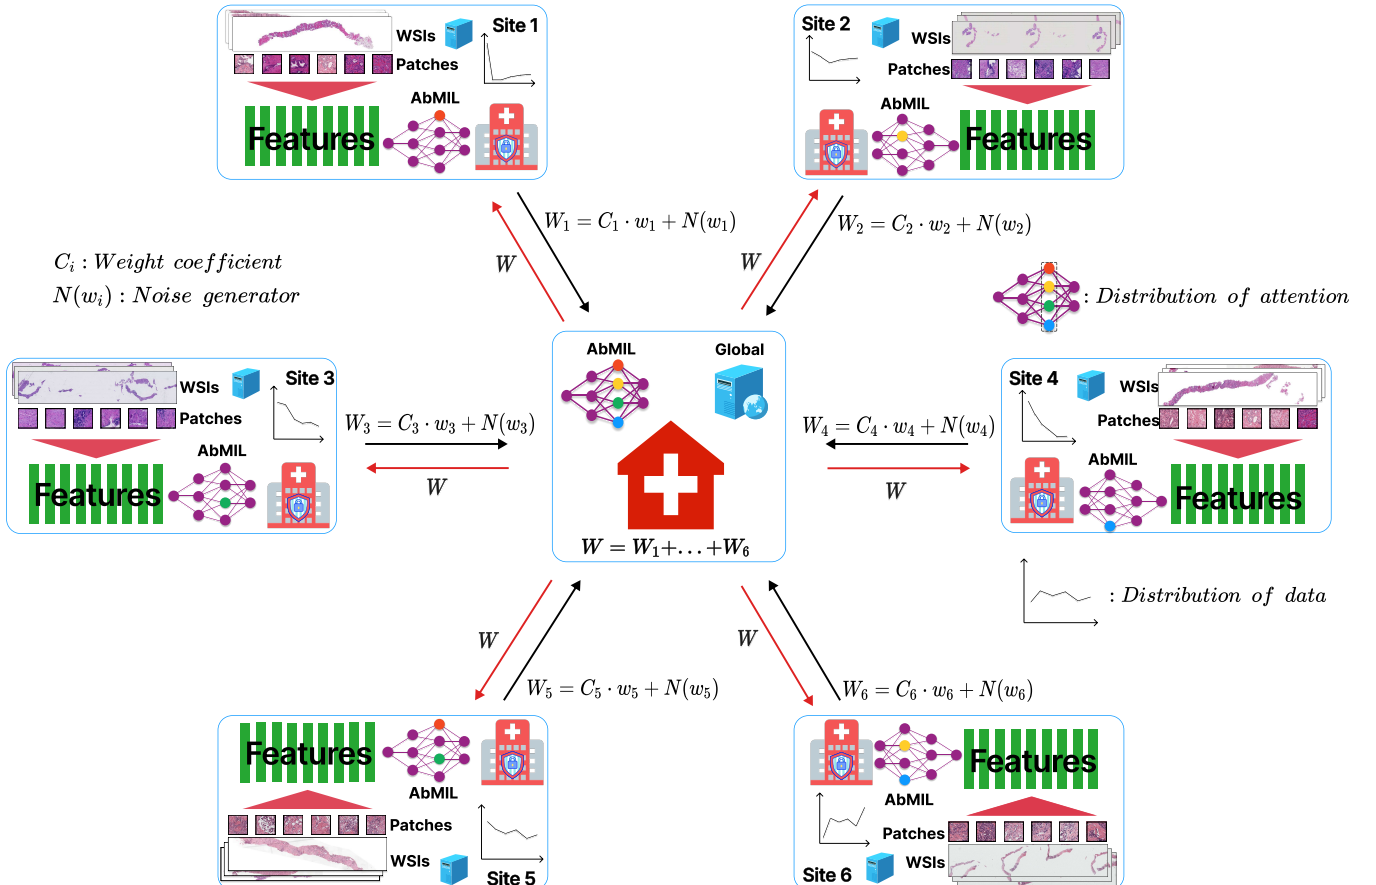 Site 1
WSIs
Patches
AbMIL
Features
Site 2
WSIs
Patches
AbMIL
Features
W₁ = C₁ · w₁ + N(w₁)
W
W₂ = C₂ · w₂ + N(w₂)
W
Cᵢ : Weight coefficient
N(wᵢ) : Noise generator
: Distribution of attention
AbMIL
Global
W = W₁+...+W₆
Site 3
WSIs
Patches
AbMIL
Features
W₃ = C₃ · w₃ + N(w₃)
W
Site 4
WSIs
Patches
AbMIL
Features
W₄ = C₄ · w₄ + N(w₄)
W
: Distribution of data
W
W₅ = C₅ · w₅ + N(w₅)
W
W₆ = C₆ · w₆ + N(w₆)
Features
AbMIL
Patches
WSIs
Site 5
Features
AbMIL
Patches
WSIs
Site 6